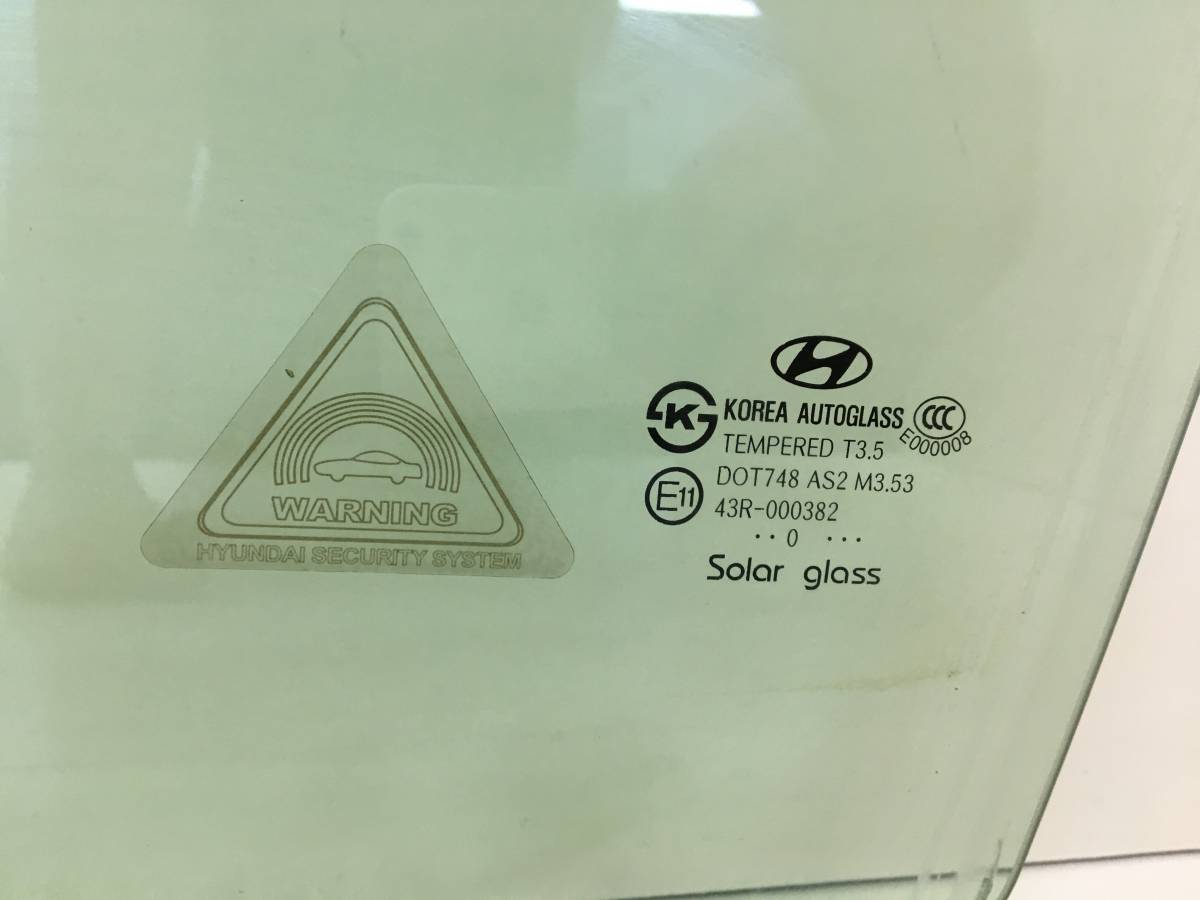 WARNING
HYUNDAI SECURITY SYSTEM
KOREA AUTOGLASS
CCC
E000008
K
TEMPERED T3.5
E11
DOT748 AS2 M3.53
43R-000382
·· 0 ···
Solar glass